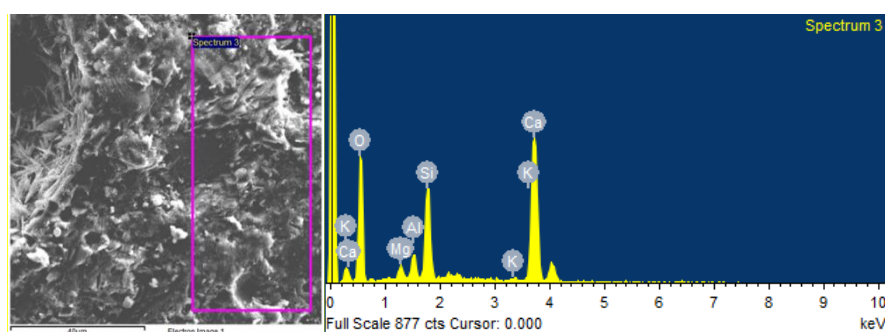 Spectrum 3
40μm
Electron Image 1
Spectrum 3
O
Ca
K
Si
K
Al
Ca
Mg
K
0 1 2 3 4 5 6 7 8 9 10
Full Scale 877 cts Cursor: 0.000 keV